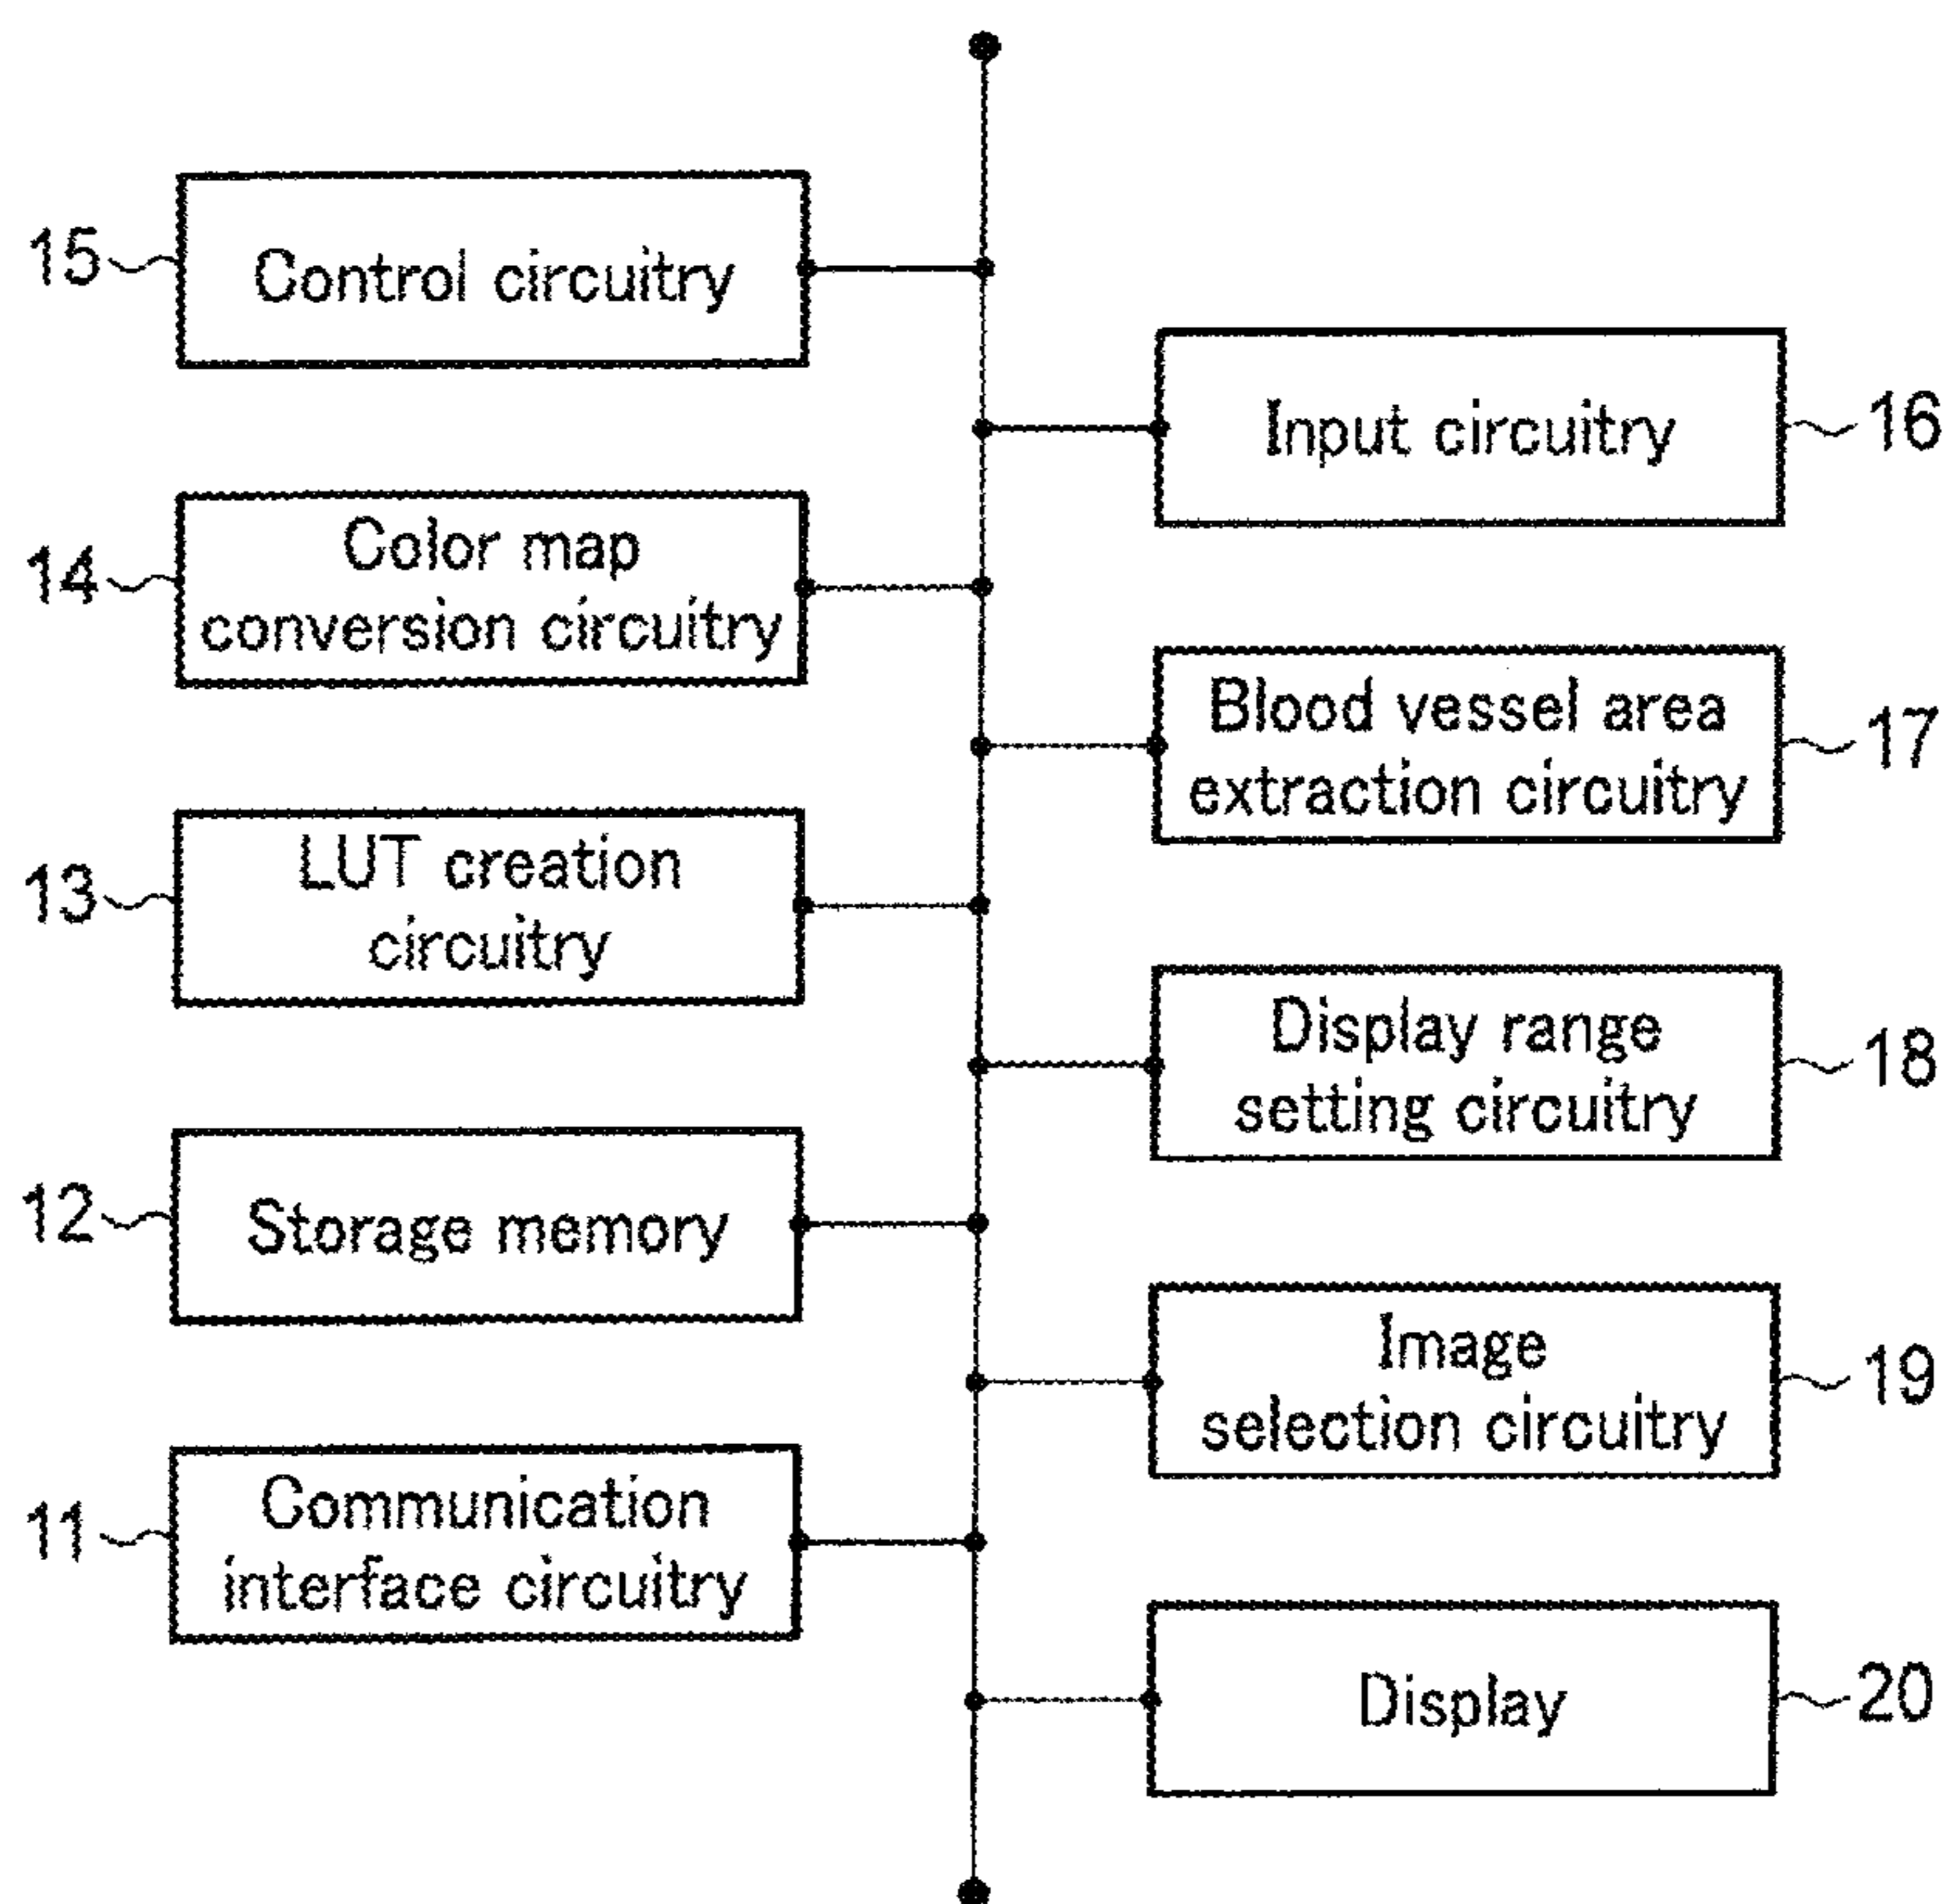 15
Control circuitry
Input circuitry
16
14
Color map
conversion circuitry
Blood vessel area
extraction circuitry
17
13
LUT creation
circuitry
Display range
setting circuitry
18
12
Storage memory
Image
selection circuitry
19
11
Communication
interface circuitry
Display
20